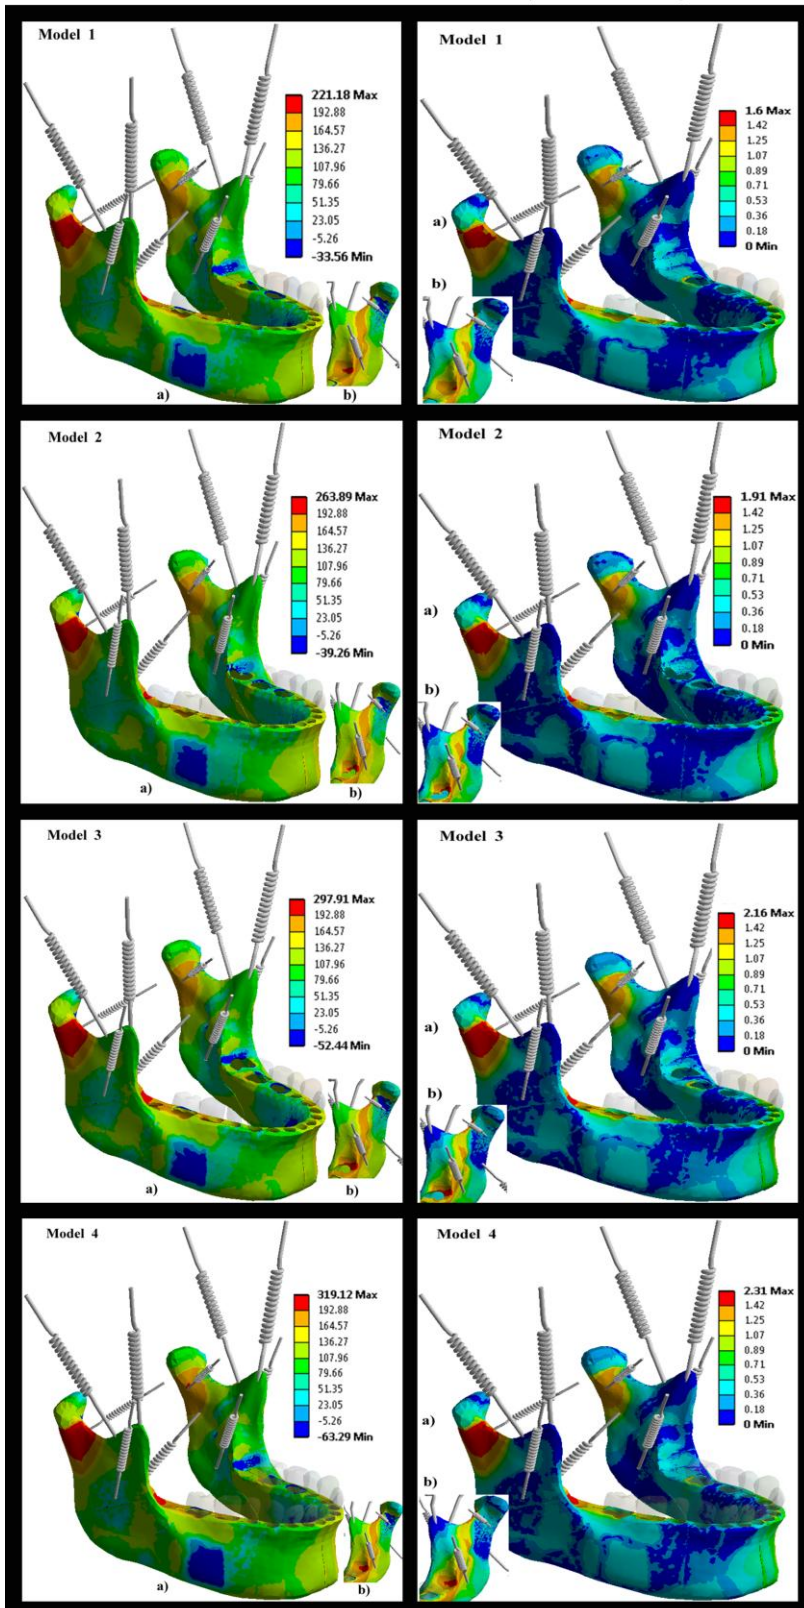 Model 1
221.18 Max
192.88
164.57
136.27
107.96
79.66
51.35
23.05
-5.26
-33.56 Min
a)
b)
Model 1
1.6 Max
1.42
1.25
1.07
0.89
0.71
0.53
0.36
0.18
0 Min
a)
b)
Model 2
263.89 Max
192.88
164.57
136.27
107.96
79.66
51.35
23.05
-5.26
-39.26 Min
a)
b)
Model 2
1.91 Max
1.42
1.25
1.07
0.89
0.71
0.53
0.36
0.18
0 Min
a)
b)
Model 3
297.91 Max
192.88
164.57
136.27
107.96
79.66
51.35
23.05
-5.26
-52.44 Min
a)
b)
Model 3
2.16 Max
1.42
1.25
1.07
0.89
0.71
0.53
0.36
0.18
0 Min
a)
b)
Model 4
319.12 Max
192.88
164.57
136.27
107.96
79.66
51.35
23.05
-5.26
-63.29 Min
a)
b)
Model 4
2.31 Max
1.42
1.25
1.07
0.89
0.71
0.53
0.36
0.18
0 Min
a)
b)